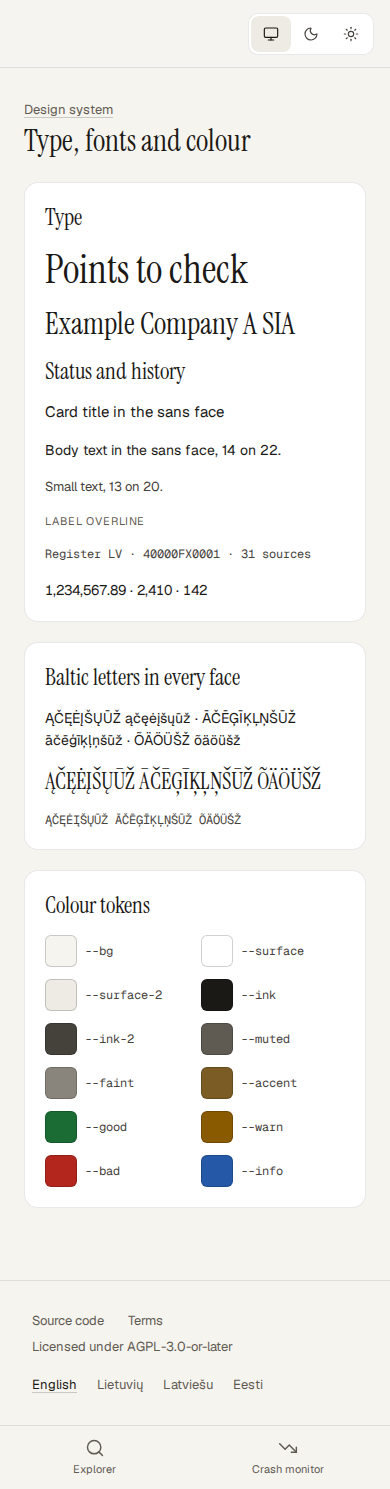 Design system
Type, fonts and colour
Type
Points to check
Example Company A SIA
Status and history
Card title in the sans face
Body text in the sans face, 14 on 22.
Small text, 13 on 20.
LABEL OVERLINE
Register LV · 40000FX0001 · 31 sources
1,234,567.89 · 2,410 · 142
Baltic letters in every face
ĄČĘĖĮŠŲŪŽ ąčęėįšųūž · ĀČĒĢĪĶĻŅŠŪŽ
āčēģīķļņšūž · ÕÄÖÜŠŽ õäöüšž
ĄČĘĖĮŠŲŪŽ ĀČĒĢĪĶĻŅŠŪŽ ÕÄÖÜŠŽ
ĄČĘĖĮŠŲŪŽ ĀČĒĢĪĶĻŅŠŪŽ ÕÄÖÜŠŽ
Colour tokens
--bg
--surface
--surface-2
--ink
--ink-2
--muted
--faint
--accent
--good
--warn
--bad
--info
Source code Terms
Licensed under AGPL-3.0-or-later
English Lietuvių Latviešu Eesti
Explorer Crash monitor